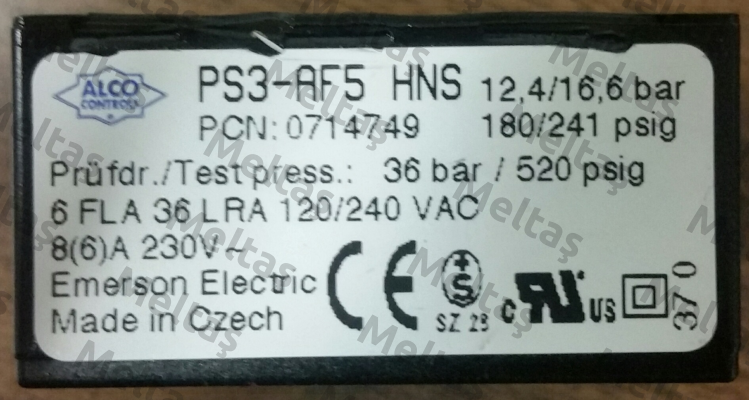 ALCO
CONTROLS
PS3-AF5 HNS 12,4/16,6 bar
PCN: 0714749 180/241 psig
Prüfdr./Test press.: 36 bar / 520 psig
6 FLA 36 LRA 120/240 VAC
8(6)A 230V~
Emerson Electric
Made in Czech
CE
+
S
SZ 28
c RU US
370
Meltaş